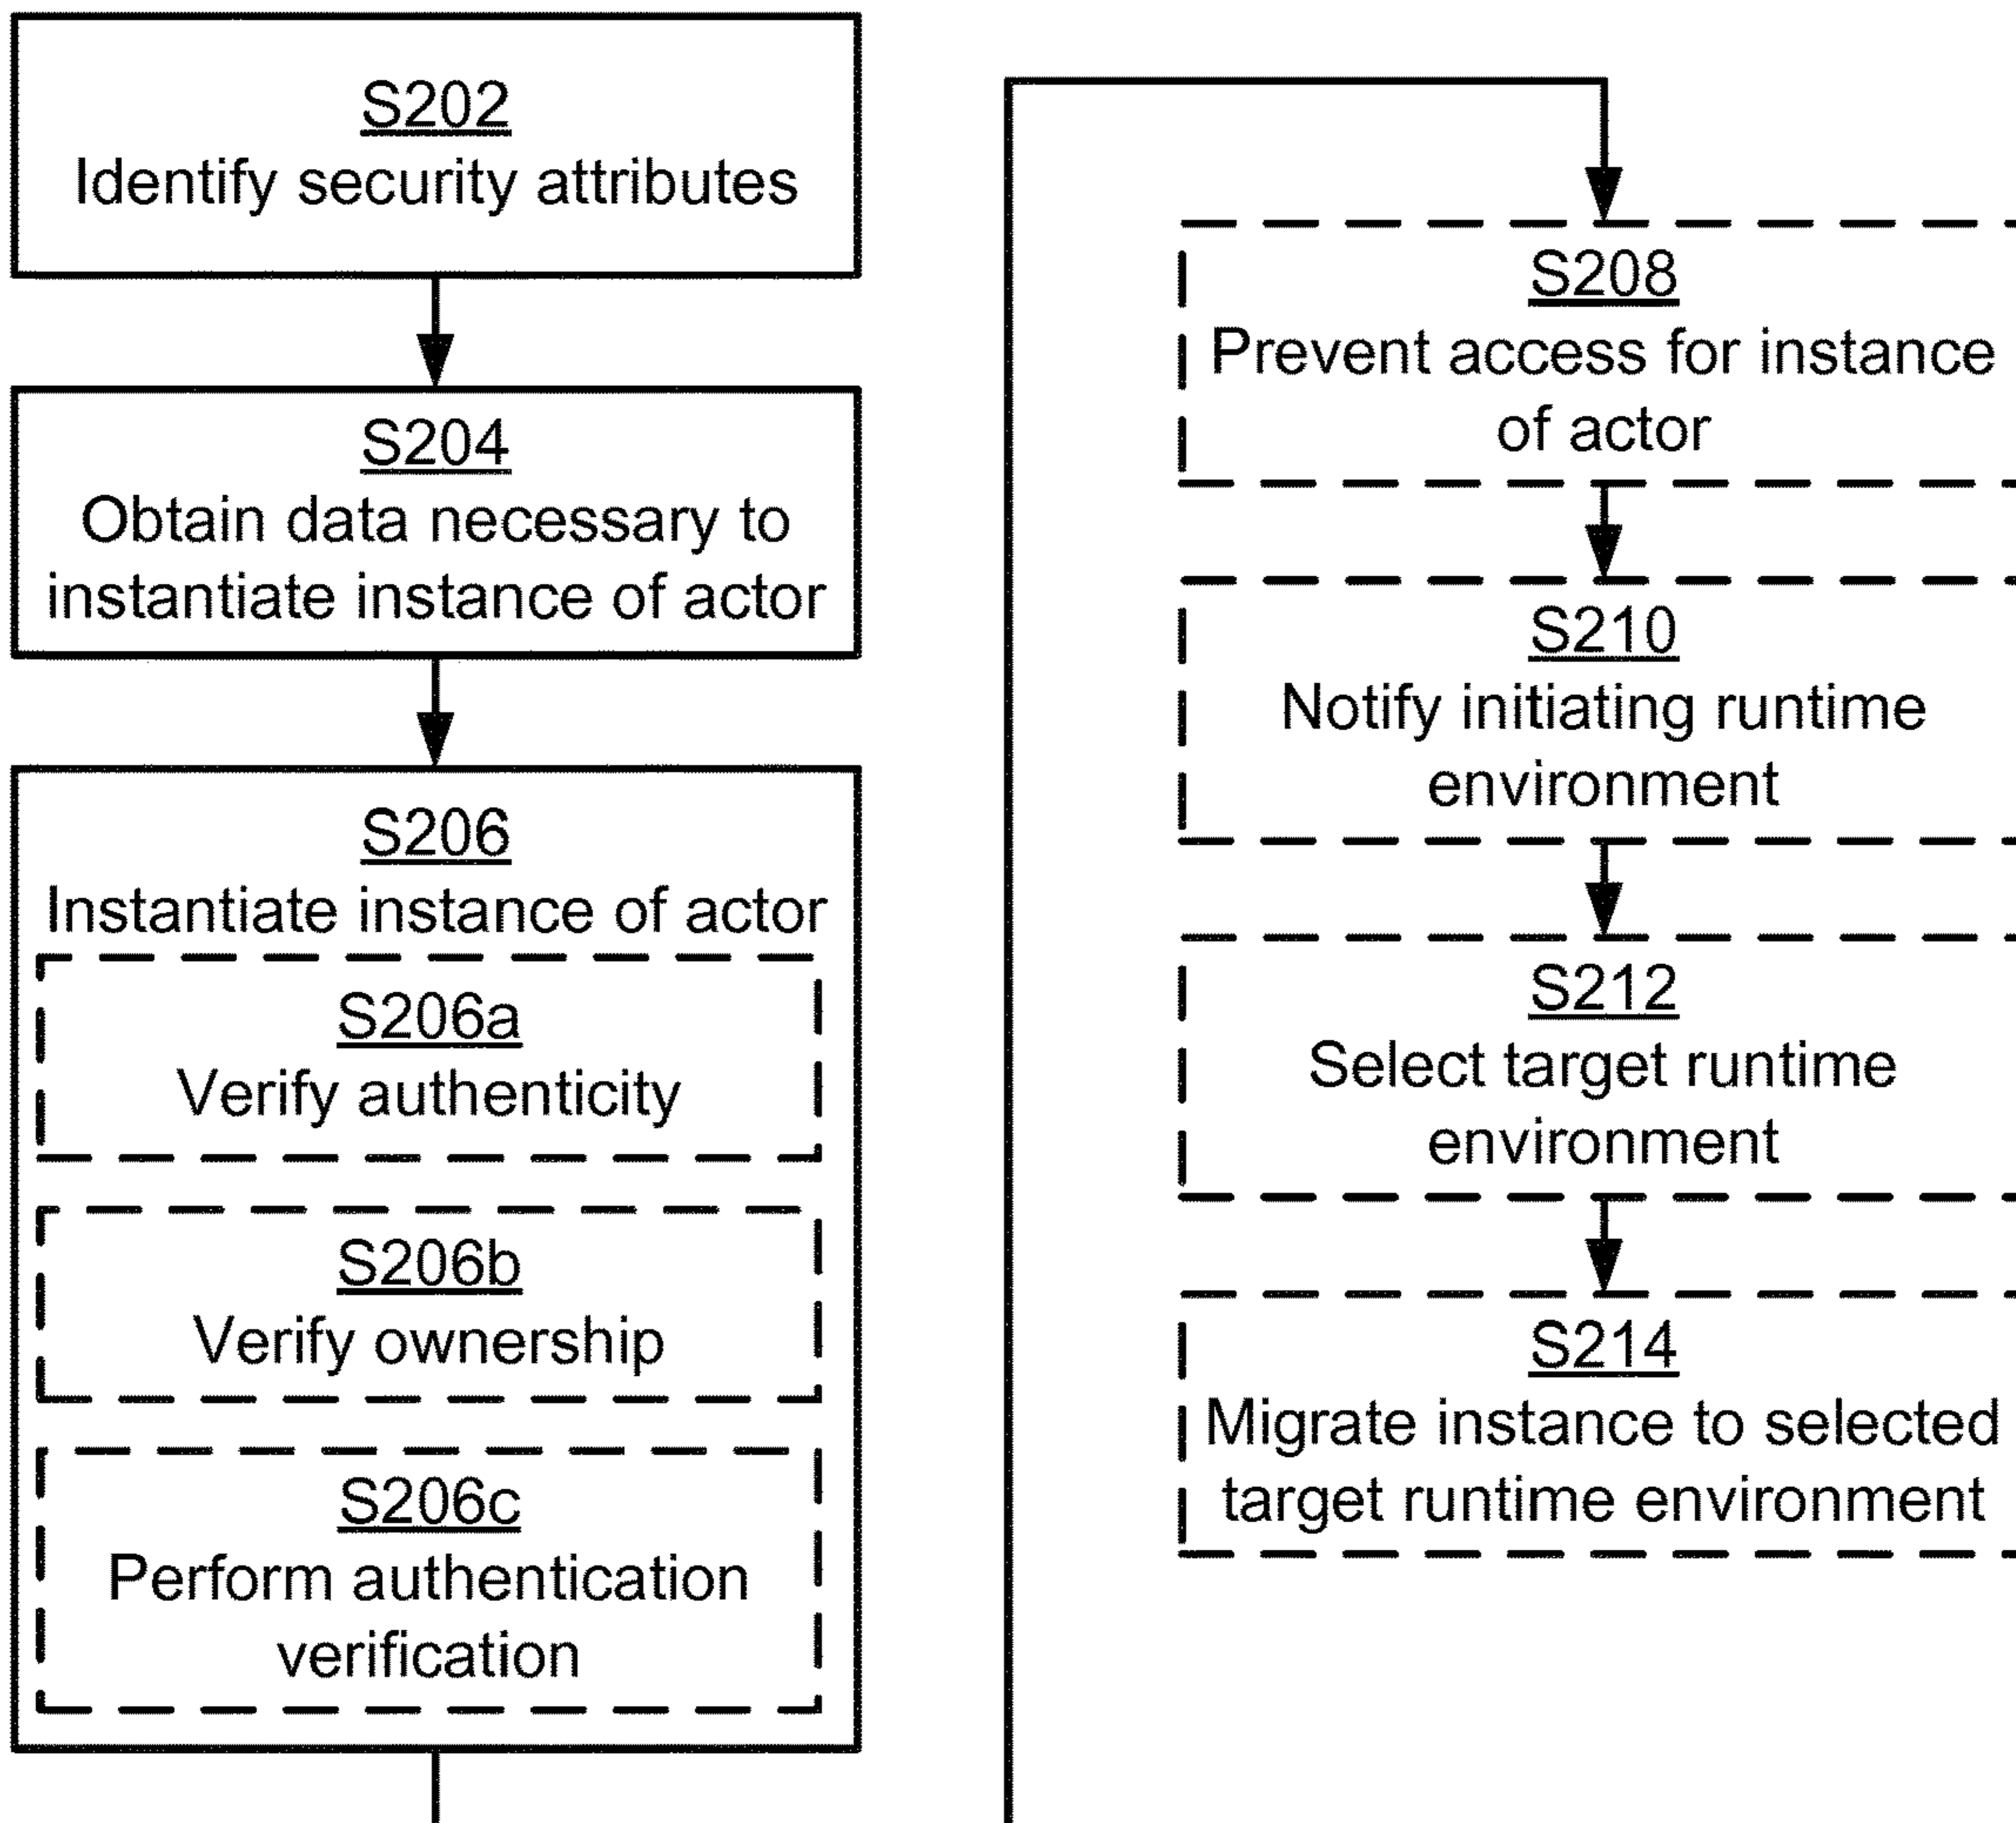 S202
Identify security attributes
S204
Obtain data necessary to
instantiate instance of actor
S206
Instantiate instance of actor
S206a
Verify authenticity
S206b
Verify ownership
S206c
Perform authentication
verification
S208
Prevent access for instance
of actor
S210
Notify initiating runtime
environment
S212
Select target runtime
environment
S214
Migrate instance to selected
target runtime environment